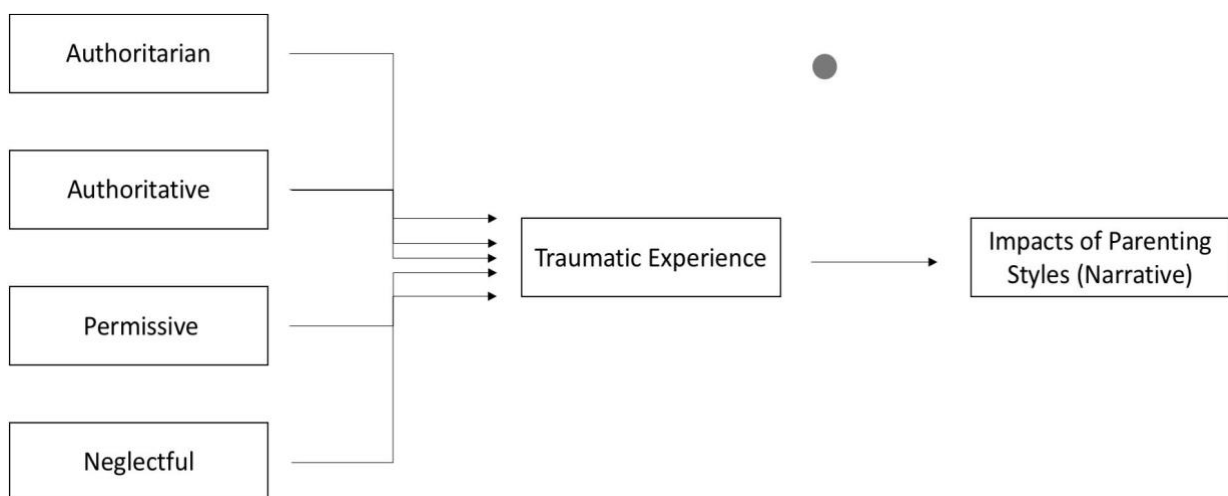 Authoritarian
Authoritative
Permissive
Neglectful
Traumatic Experience
Impacts of Parenting
Styles (Narrative)